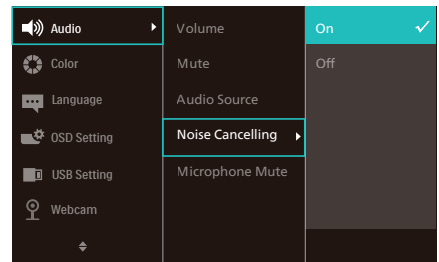 Audio
Color
Language
OSD Setting
USB Setting
Webcam
Volume
Mute
Audio Source
Noise Cancelling
Microphone Mute
On
Off